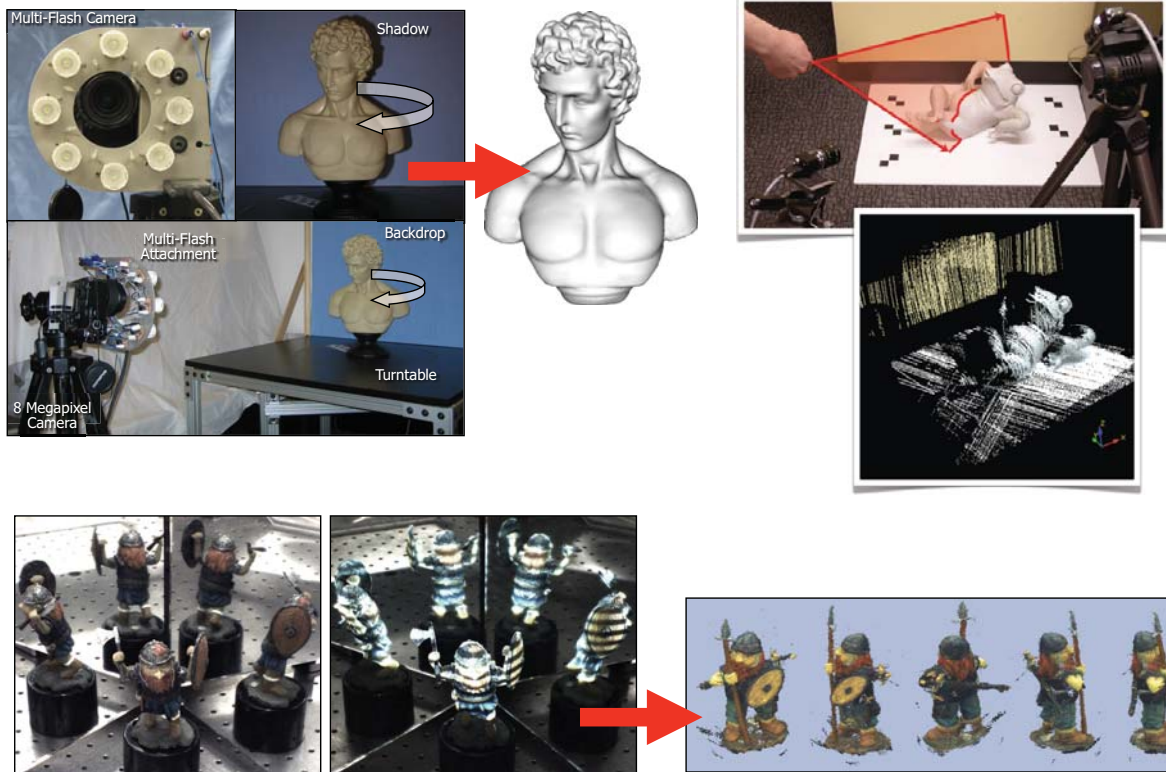 Multi-Flash Camera
Shadow
Multi-Flash
Attachment
Backdrop
Turntable
8 Megapixel
Camera